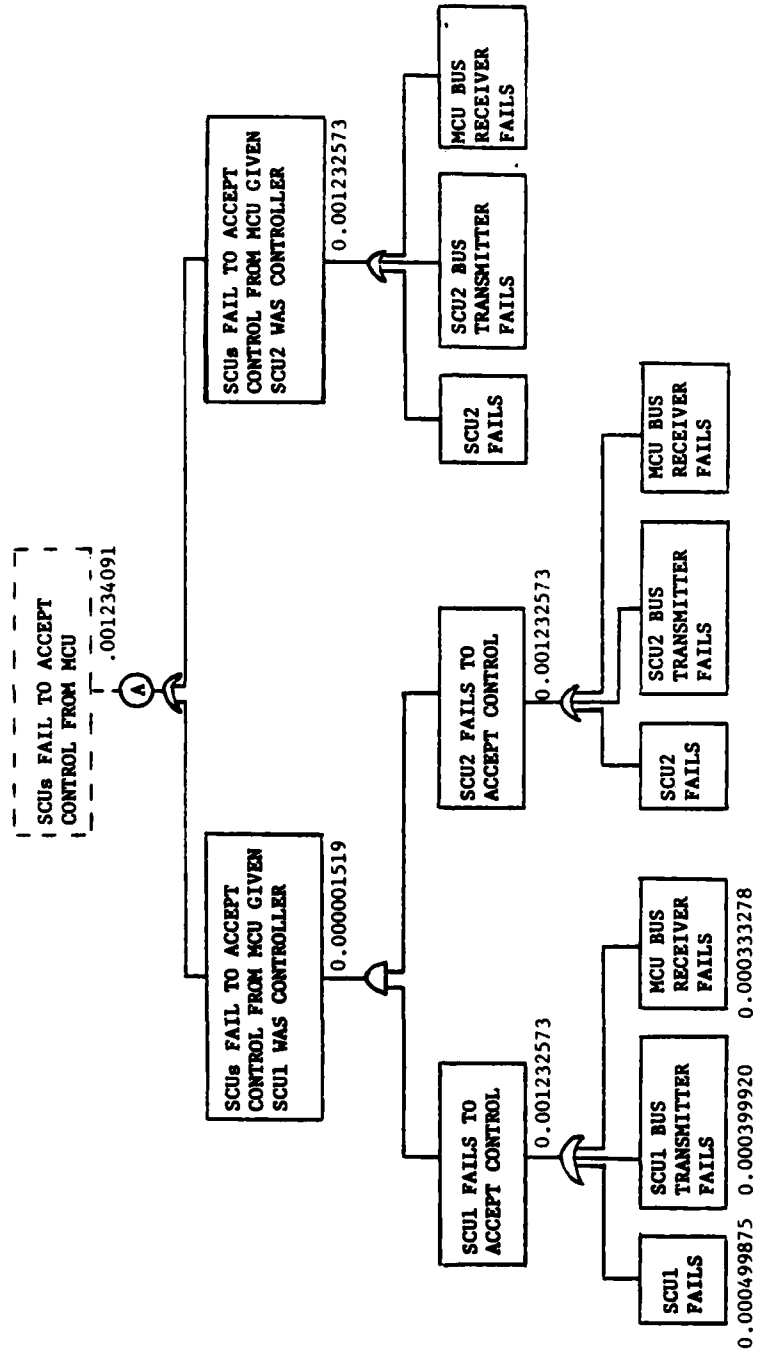 SCUs FAIL TO ACCEPT
CONTROL FROM MCU
.001234091
A
SCUs FAIL TO ACCEPT
CONTROL FROM MCU GIVEN
SCU1 WAS CONTROLLER
0.000001519
SCUs FAIL TO ACCEPT
CONTROL FROM MCU GIVEN
SCU2 WAS CONTROLLER
0.001232573
SCU1 FAILS TO
ACCEPT CONTROL
0.001232573
SCU2 FAILS TO
ACCEPT CONTROL
0.001232573
SCU2
FAILS
SCU2 BUS
TRANSMITTER
FAILS
MCU BUS
RECEIVER
FAILS
SCU1
FAILS
0.000499875
SCU1 BUS
TRANSMITTER
FAILS
0.000399920
MCU BUS
RECEIVER
FAILS
0.000333278
SCU2
FAILS
SCU2 BUS
TRANSMITTER
FAILS
MCU BUS
RECEIVER
FAILS